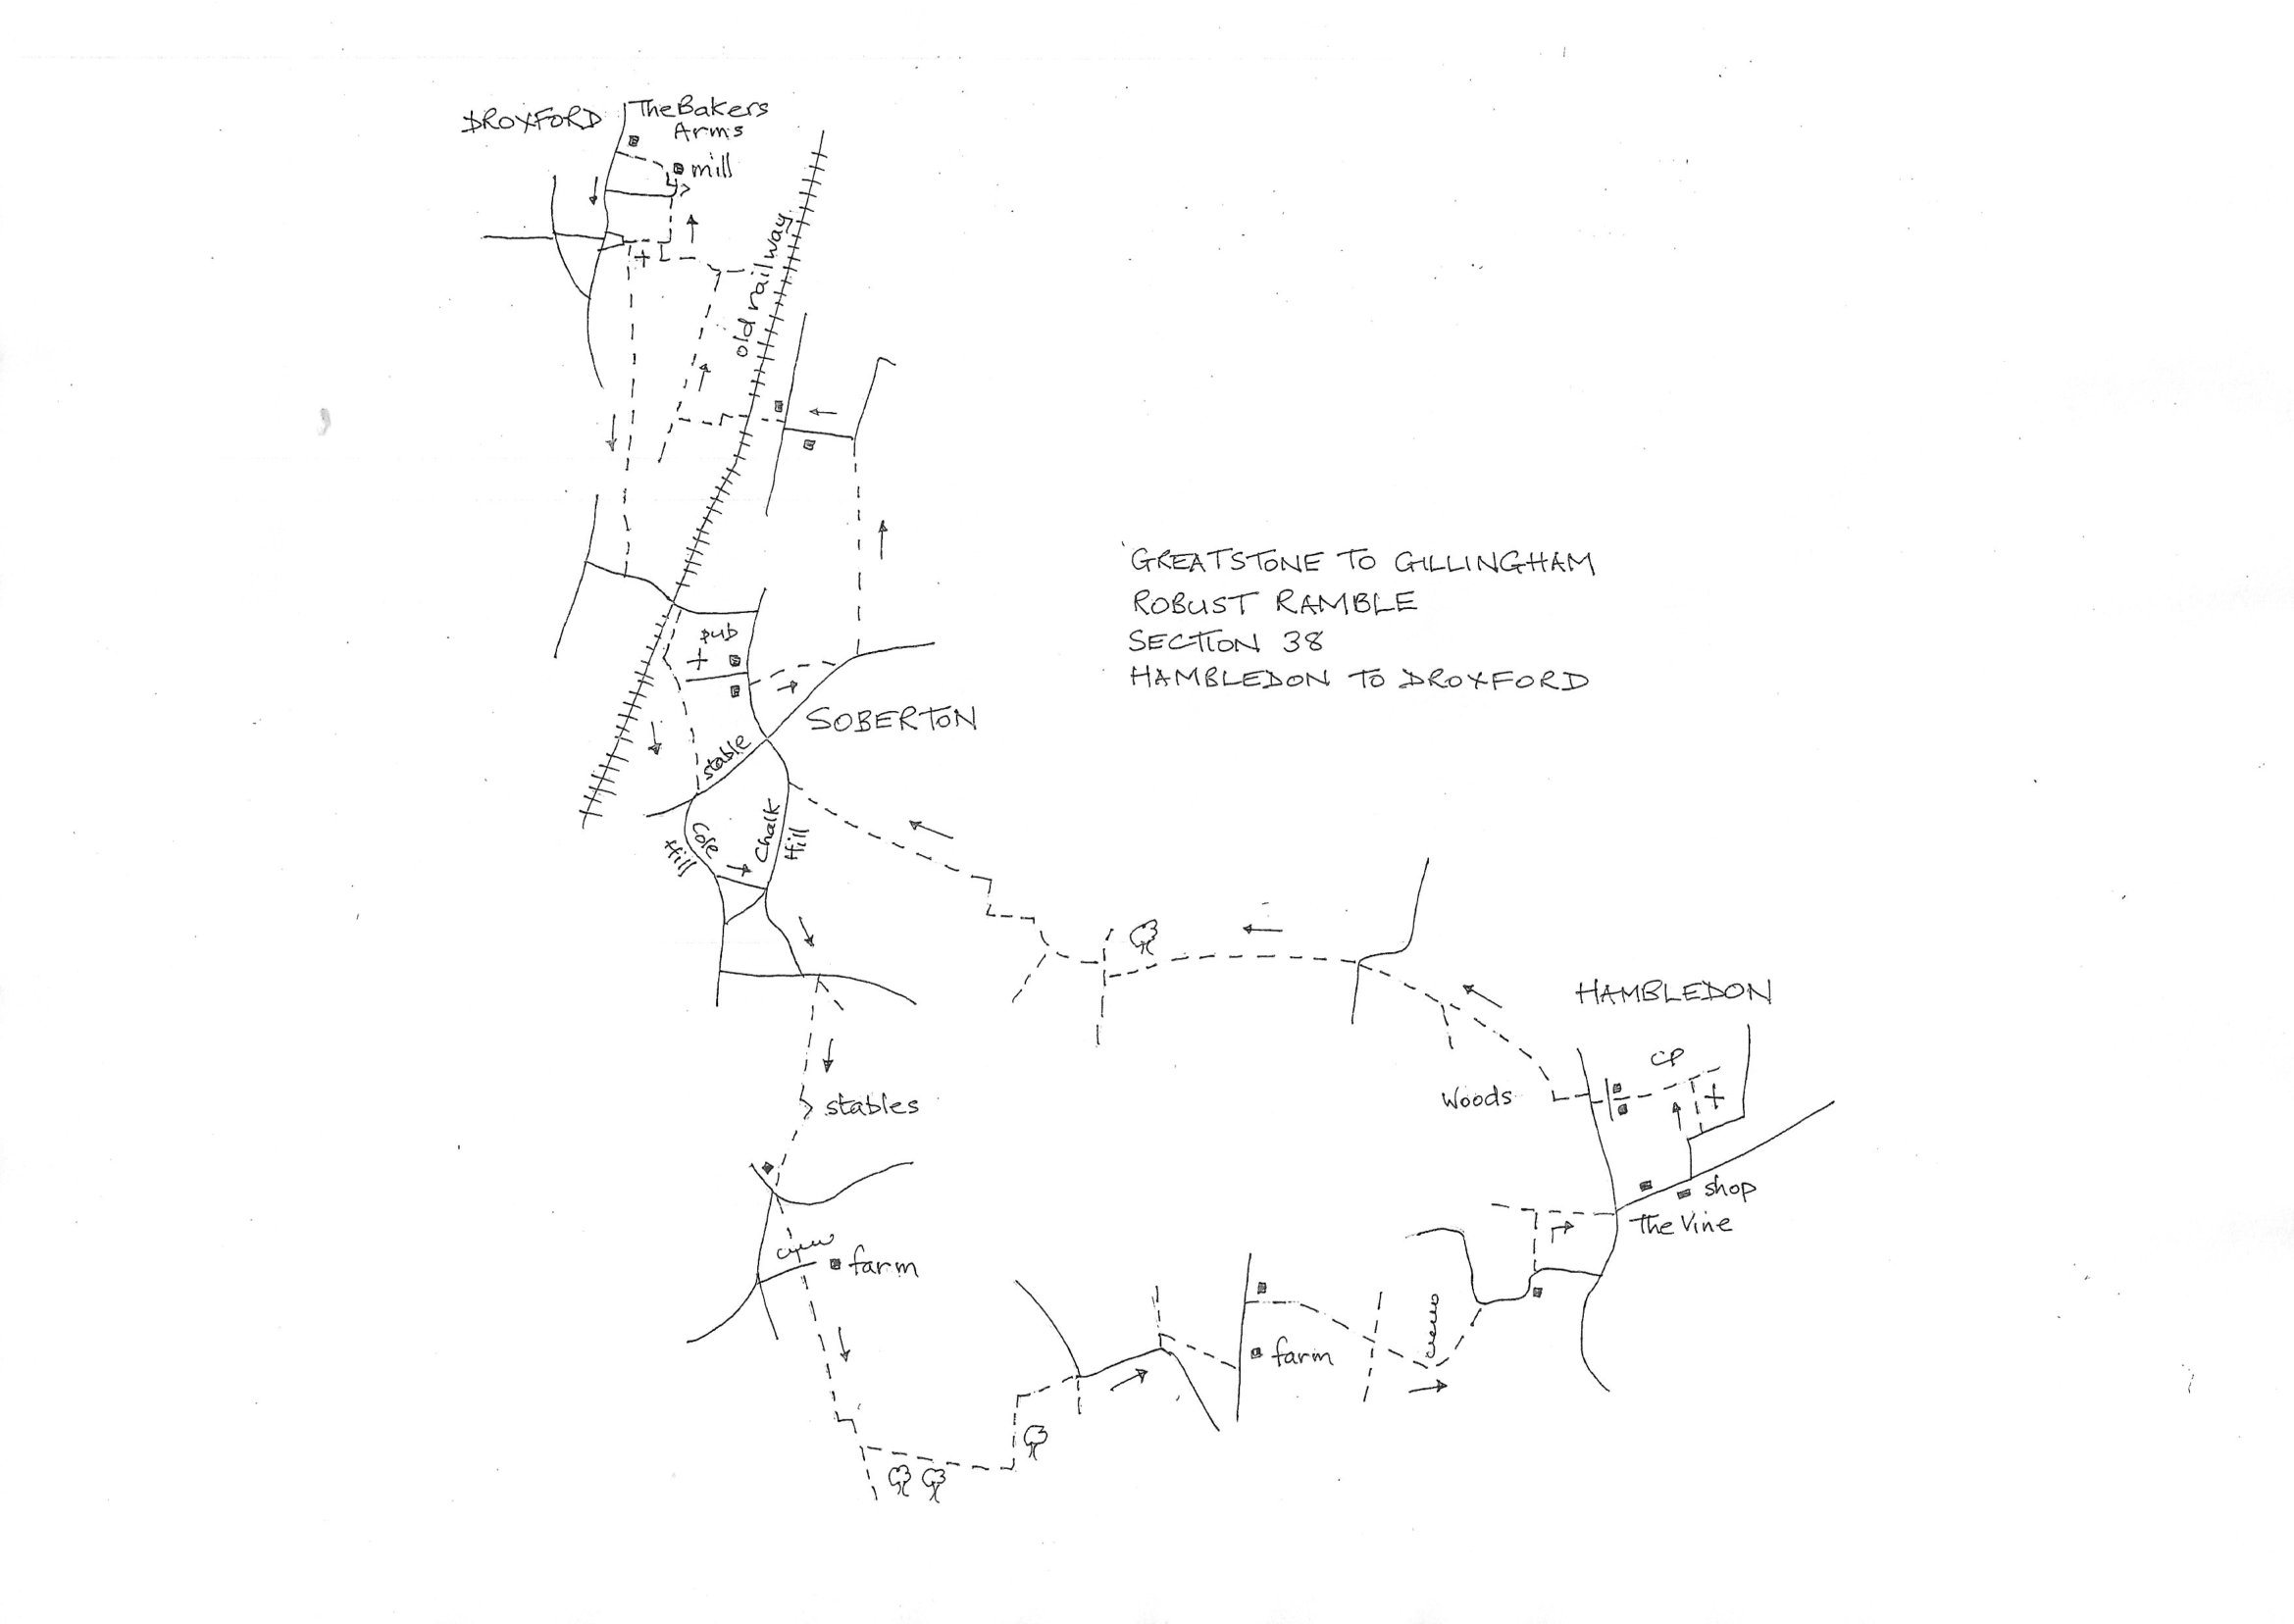 DROXFORD
The Bakers
Arms
mill
old railway
GREATSTONE TO GILLINGHAM
ROBUST RAMBLE
SECTION 38
HAMBLEDON TO DROXFORD
pub
SOBERTON
stable
Cole
Hill
Chalk
Hill
HAMBLEDON
CP
Woods
stables
shop
The Vine
farm
farm